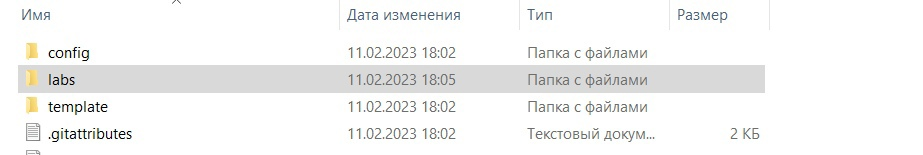 Имя Дата изменения Тип Размер
config 11.02.2023 18:02 Папка с файлами
labs 11.02.2023 18:05 Папка с файлами
template 11.02.2023 18:02 Папка с файлами
.gitattributes 11.02.2023 18:02 Текстовый докум... 2 КБ